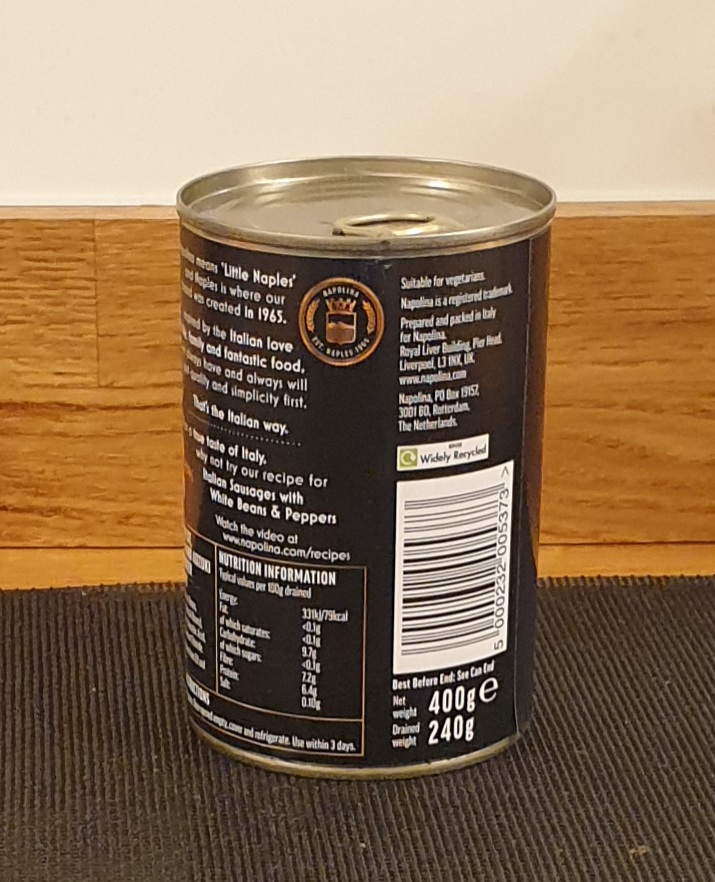 means "Little Naples"
and Naples is where our
was created in 1965.
by the Italian love
family and fantastic food,
always have and always will
quality and simplicity first.
That's the Italian way.
true taste of Italy,
why not try our recipe for
Italian Sausages with
White Beans & Peppers
Watch the video at
www.napolina.com/recipes
NAPOLINA
EST. NAPLES 1965
NUTRITION INFORMATION
Typical values per 100g drained
Energy: 331kJ/79kcal
Fat: <0.1g
of which saturates: <0.1g
Carbohydrate: 9.7g
of which sugars: <0.1g
Fibre: 7.2g
Protein: 6.4g
Salt: 0.10g
empty, cover and refrigerate. Use within 3 days.
Suitable for vegetarians.
Napolina is a registered trademark
Prepared and packed in Italy
for Napolina,
Royal Liver Building, Pier Head,
Liverpool, L3 1NX, UK.
www.napolina.com
Napolina, PO Box 19157,
3001 BD, Rotterdam,
The Netherlands.
Widely Recycled
5 000232 005373 >
Best Before End: See Can End
Net weight 400g e
Drained weight 240g